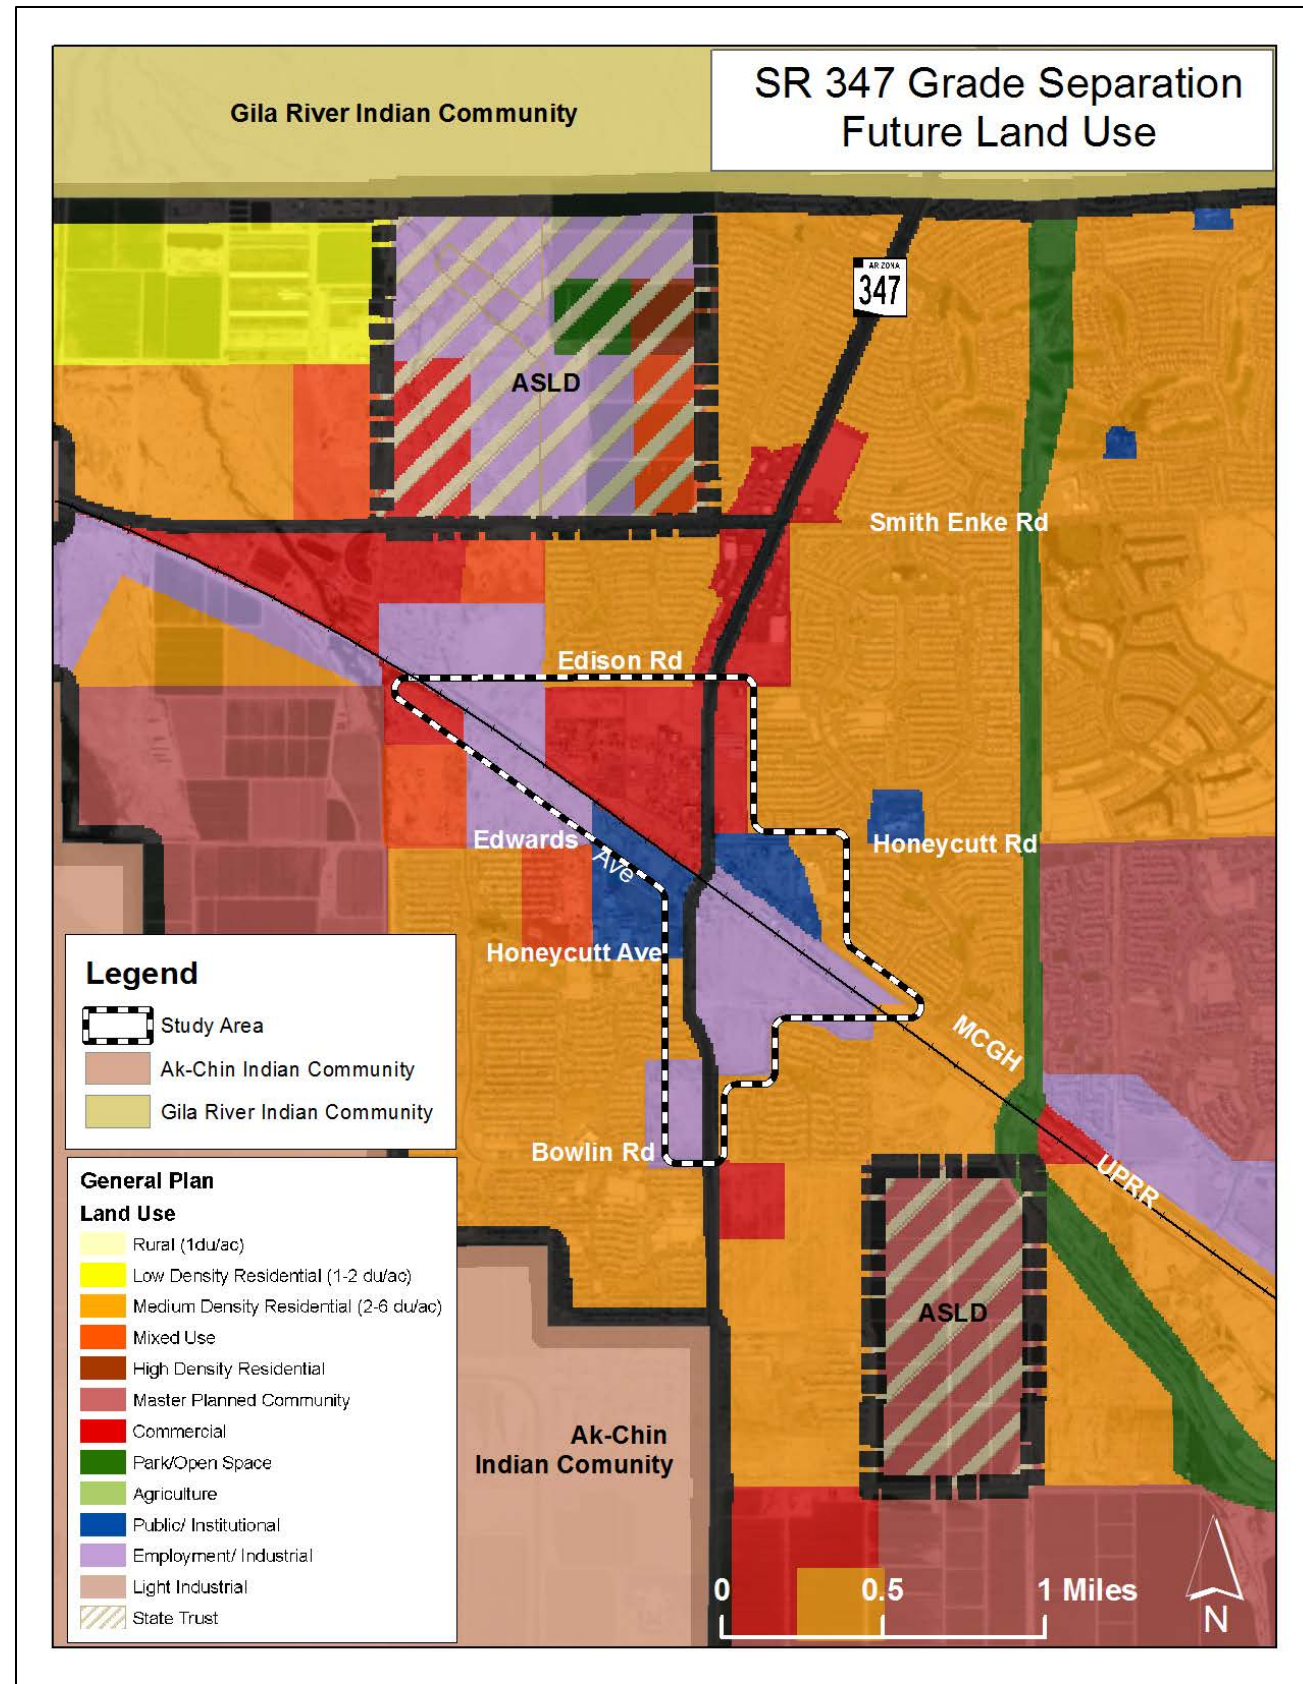 SR 347 Grade Separation
Future Land Use
Gila River Indian Community
ARIZONA
347
ASLD
Smith Enke Rd
Edison Rd
Edwards Ave
Honeycutt Rd
Honeycutt Ave
MCGH
Bowlin Rd
UPRR
ASLD
Ak-Chin
Indian Comunity
Legend
Study Area
Ak-Chin Indian Community
Gila River Indian Community
General Plan
Land Use
Rural (1du/ac)
Low Density Residential (1-2 du/ac)
Medium Density Residential (2-6 du/ac)
Mixed Use
High Density Residential
Master Planned Community
Commercial
Park/Open Space
Agriculture
Public/ Institutional
Employment/ Industrial
Light Industrial
State Trust
0 0.5 1 Miles
N